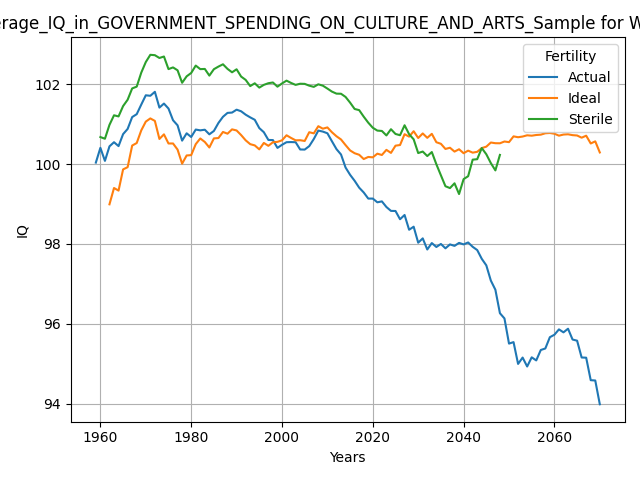 erage_IQ_in_GOVERNMENT_SPENDING_ON_CULTURE_AND_ARTS_Sample for W
Fertility
Actual
Ideal
Sterile
102
100
98
96
94
IQ
1960
1980
2000
2020
2040
2060
Years